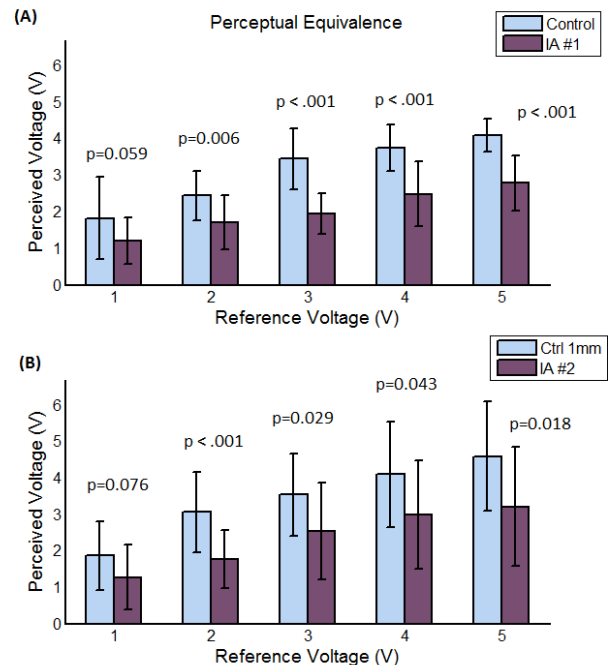 (A)
Perceptual Equivalence
Control
IA #1
Perceived Voltage (V)
6
5
4
3
2
1
0
p=0.059
p=0.006
p < .001
p < .001
p < .001
1 2 3 4 5
Reference Voltage (V)
(B)
Ctrl 1mm
IA #2
Perceived Voltage (V)
6
5
4
3
2
1
0
p=0.076
p < .001
p=0.029
p=0.043
p=0.018
1 2 3 4 5
Reference Voltage (V)